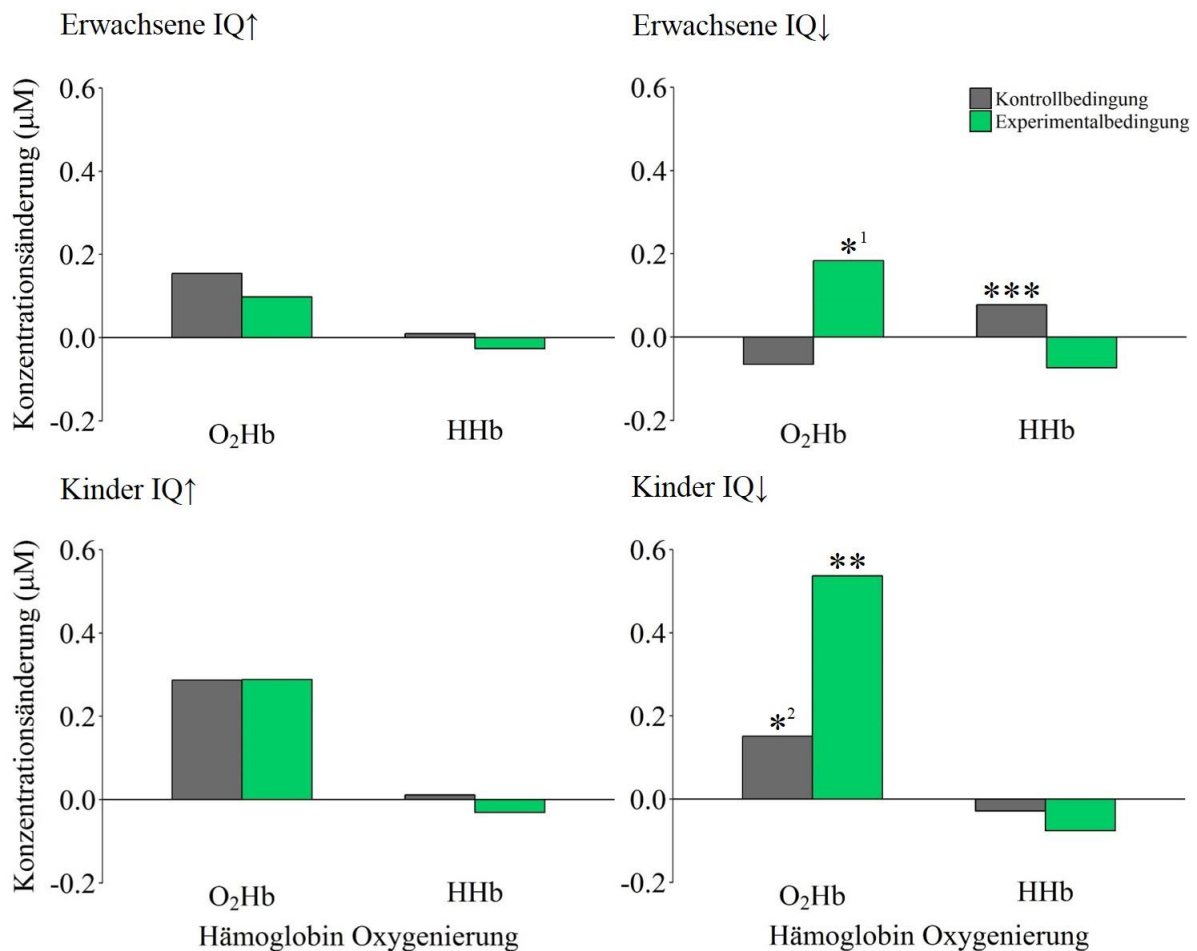 Erwachsene IQ↑
Konzentrationsänderung (μM)
0.6
0.4
0.2
0.0
-0.2
O₂Hb HHb
Erwachsene IQ↓
Kontrollbedingung
Experimentalbedingung
0.6
0.4
0.2
0.0
-0.2
*¹
***
O₂Hb HHb
Kinder IQ↑
Konzentrationsänderung (μM)
0.6
0.4
0.2
0.0
-0.2
O₂Hb HHb
Hämoglobin Oxygenierung
Kinder IQ↓
0.6
0.4
0.2
0.0
-0.2
**
*²
O₂Hb HHb
Hämoglobin Oxygenierung